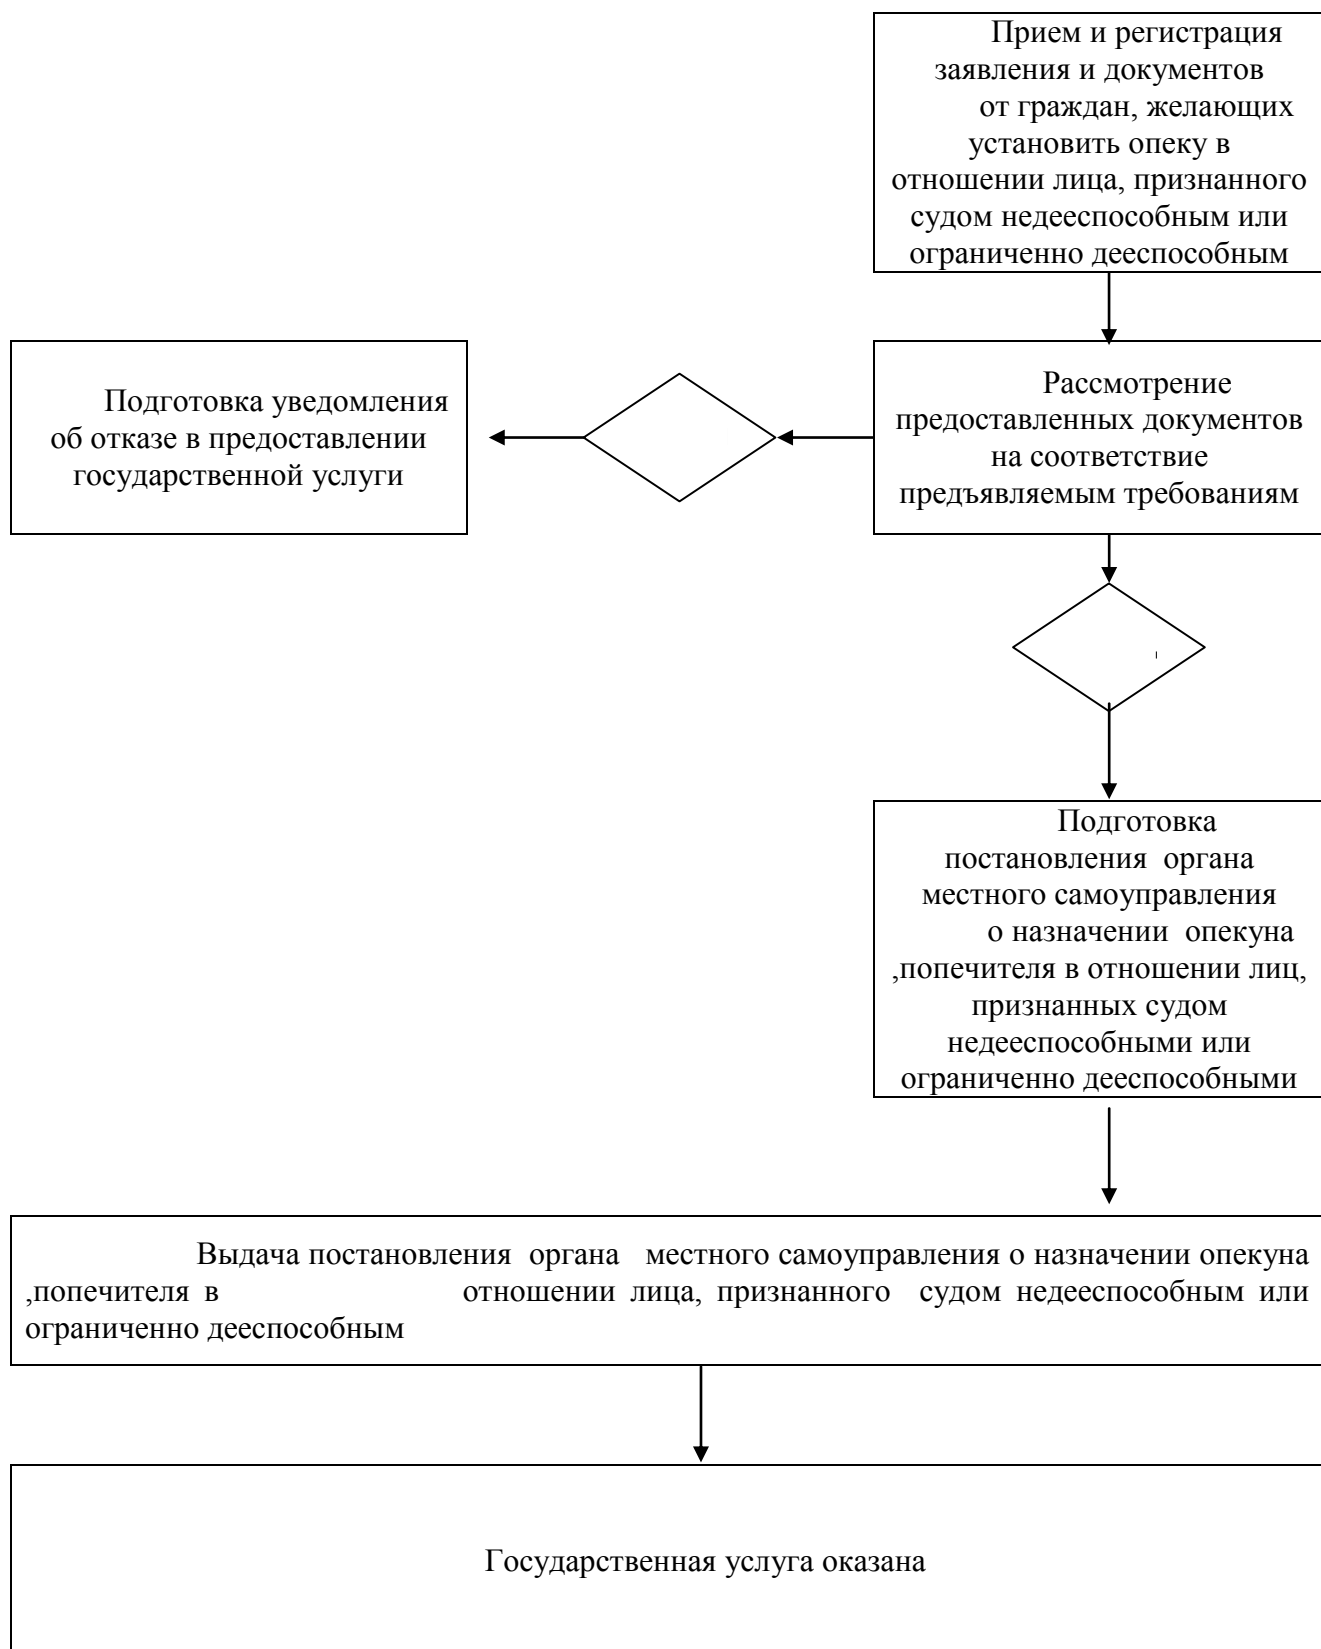 Прием и регистрация
заявления и документов
от граждан, желающих
установить опеку в
отношении лица, признанного
судом недееспособным или
ограниченно дееспособным
Подготовка уведомления
об отказе в предоставлении
государственной услуги
Рассмотрение
предоставленных документов
на соответствие
предъявляемым требованиям
Подготовка
постановления органа
местного самоуправления
о назначении опекуна
,попечителя в отношении лиц,
признанных судом
недееспособными или
ограниченно дееспособными
Выдача постановления органа местного самоуправления о назначении опекуна
,попечителя в отношении лица, признанного судом недееспособным или
ограниченно дееспособным
Государственная услуга оказана